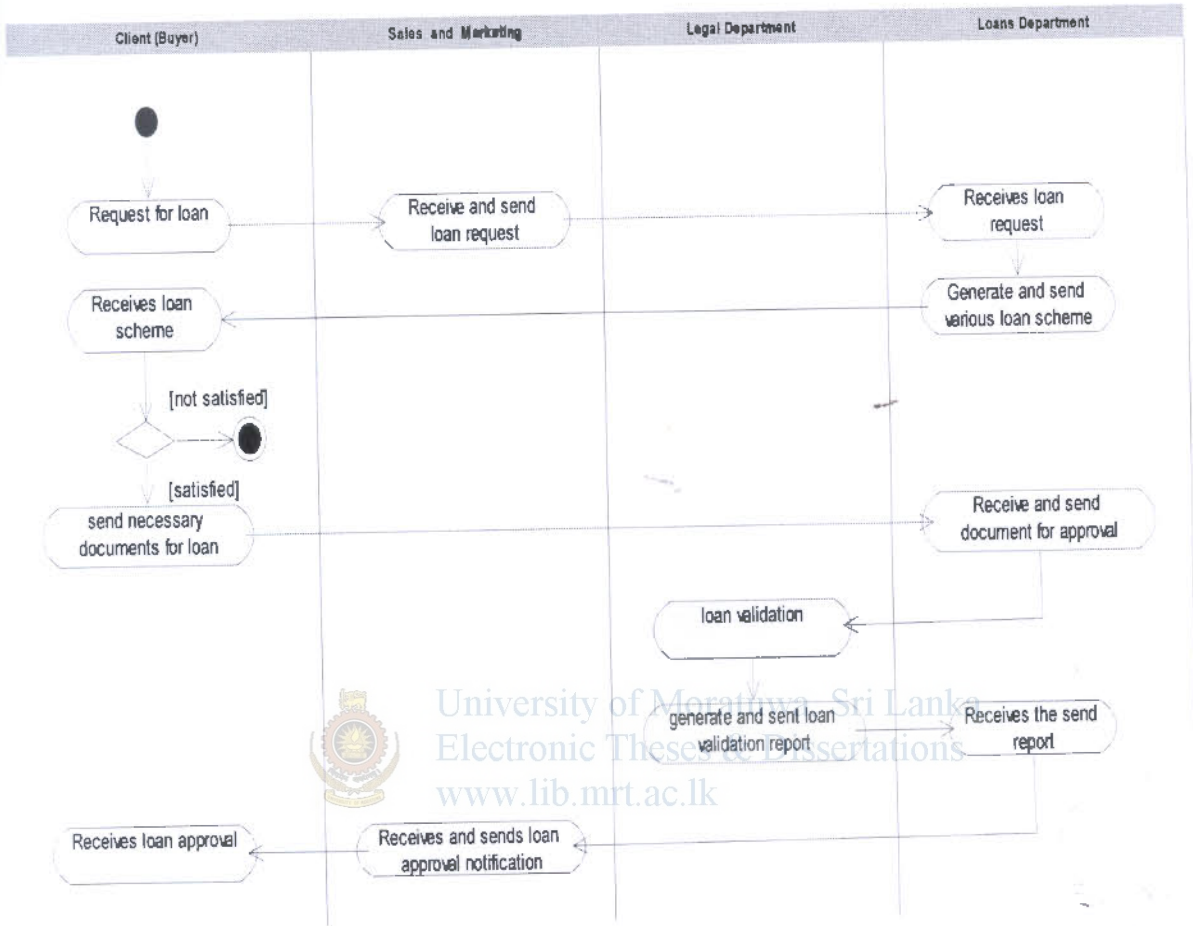 Client (Buyer)
Sales and Marketing
Legal Department
Loans Department
Request for loan
Receive and send
loan request
Receives loan
request
Receives loan
scheme
Generate and send
various loan scheme
[not satisfied]
[satisfied]
send necessary
documents for loan
Receive and send
document for approval
loan validation
generate and sent loan
validation report
Receives the send
report
University of Moratuwa, Sri Lanka
Electronic Theses & Dissertations
www.lib.mrt.ac.lk
Receives loan approval
Receives and sends loan
approval notification